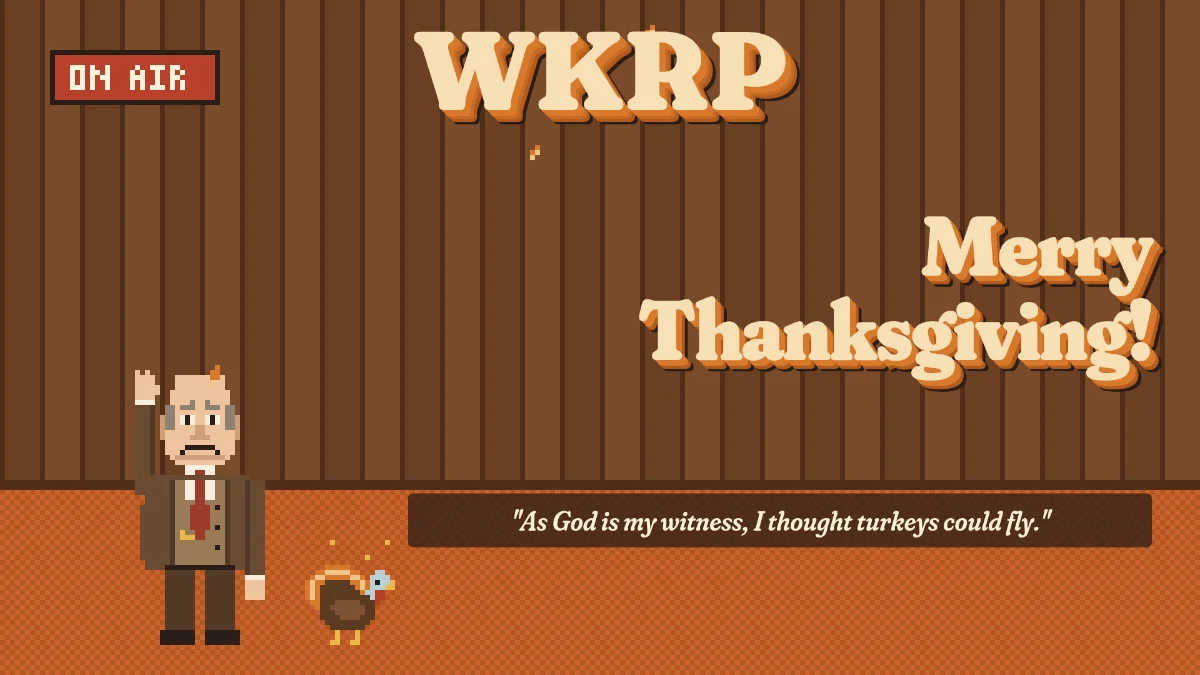 ON AIR
WKRP
Merry
Thanksgiving!
"As God is my witness, I thought turkeys could fly."